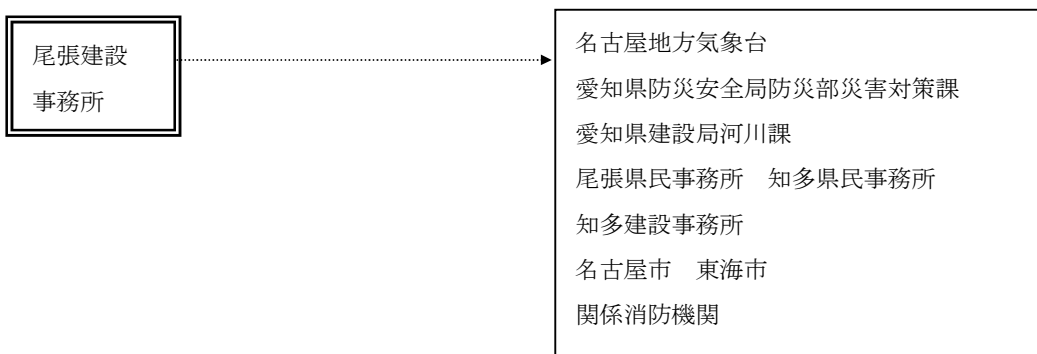 尾張建設
事務所
名古屋地方気象台
愛知県防災安全局防災部災害対策課
愛知県建設局河川課
尾張県民事務所　知多県民事務所
知多建設事務所
名古屋市　東海市
関係消防機関